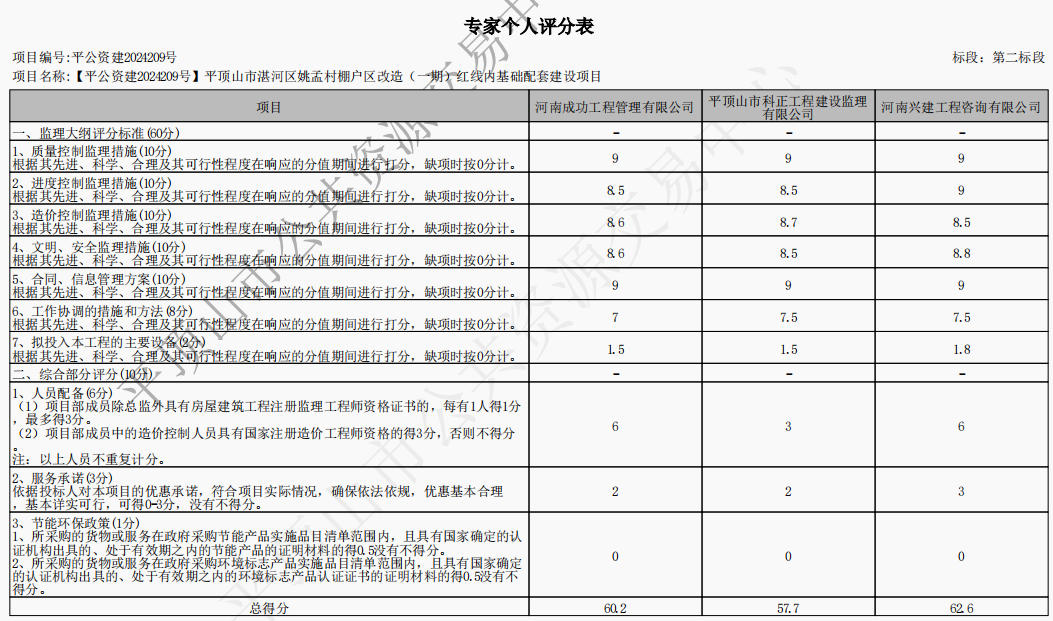 专家个人评分表
项目编号:平公资建2024209号 标段：第二标段
项目名称:【平公资建2024209号】平顶山市湛河区姚孟村棚户区改造（一期）红线内基础配套建设项目
项目 河南成功工程管理有限公司 平顶山市科正工程建设监理有限公司 河南兴建工程咨询有限公司
一、监理大纲评分标准(60分) - - -
1、质量控制监理措施(10分)
根据其先进、科学、合理及其可行性程度在响应的分值期间进行打分，缺项时按0分计。 9 9 9
2、进度控制监理措施(10分)
根据其先进、科学、合理及其可行性程度在响应的分值期间进行打分，缺项时按0分计。 8.5 8.5 9
3、造价控制监理措施(10分)
根据其先进、科学、合理及其可行性程度在响应的分值期间进行打分，缺项时按0分计。 8.6 8.7 8.5
4、文明、安全监理措施(10分)
根据其先进、科学、合理及其可行性程度在响应的分值期间进行打分，缺项时按0分计。 8.6 8.5 8.8
5、合同、信息管理方案(10分)
根据其先进、科学、合理及其可行性程度在响应的分值期间进行打分，缺项时按0分计。 9 9 9
6、工作协调的措施和方法(8分)
根据其先进、科学、合理及其可行性程度在响应的分值期间进行打分，缺项时按0分计。 7 7.5 7.5
7、拟投入本工程的主要设备(2分)
根据其先进、科学、合理及其可行性程度在响应的分值期间进行打分，缺项时按0分计。 1.5 1.5 1.8
二、综合部分评分(10分) - - -
1、人员配备(6分)
（1）项目部成员除总监外具有房屋建筑工程注册监理工程师资格证书的，每有1人得1分
，最多得3分。
（2）项目部成员中的造价控制人员具有国家注册造价工程师资格的得3分，否则不得分
。
注：以上人员不重复计分。 6 3 6
2、服务承诺(3分)
依据投标人对本项目的优惠承诺，符合项目实际情况，确保依法依规，优惠基本合理
，基本详实可行，可得0-3分，没有不得分。 2 2 3
3、节能环保政策(1分)
1、所采购的货物或服务在政府采购节能产品实施品目清单范围内，且具有国家确定的认
证机构出具的、处于有效期之内的节能产品的证明材料的得0.5没有不得分。
2、所采购的货物或服务在政府采购环境标志产品实施品目清单范围内，且具有国家确定
的认证机构出具的、处于有效期之内的环境标志产品认证证书的证明材料的得0.5没有不
得分。 0 0 0
总得分 60.2 57.7 62.6
平顶山市公共资源交易中
平顶山市公共资源交易中心